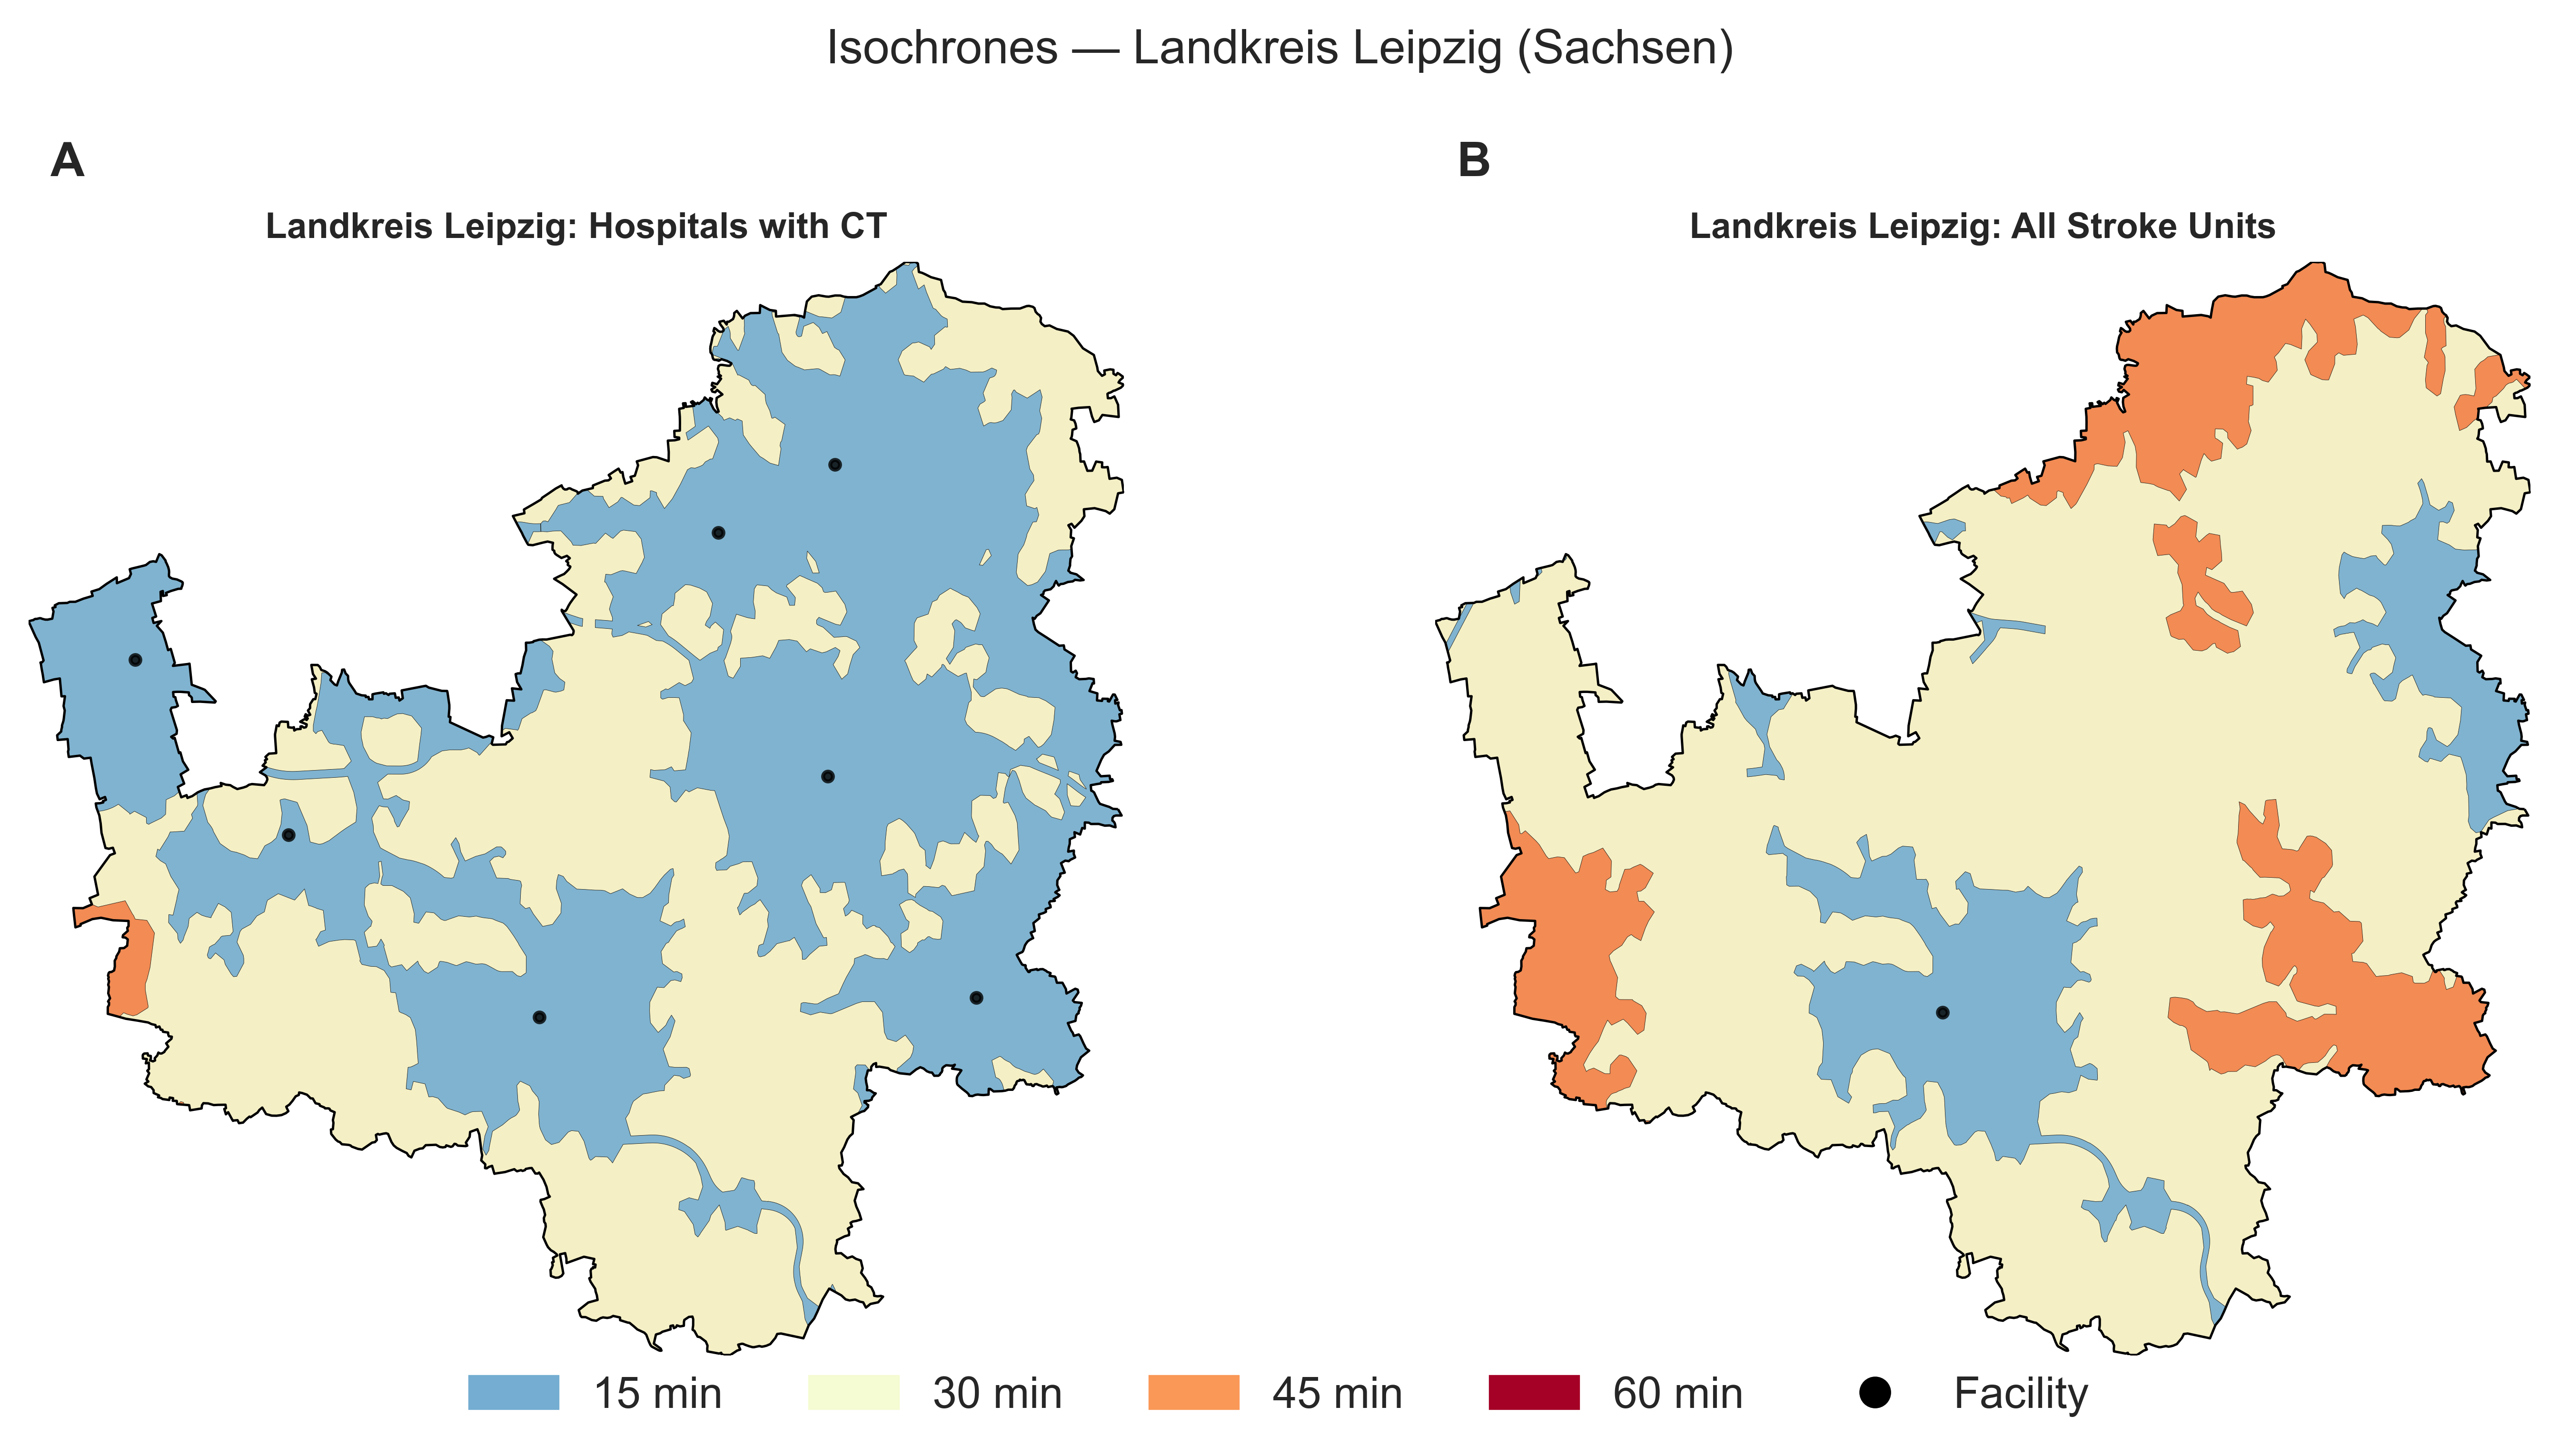 Isochrones — Landkreis Leipzig (Sachsen)
A
B
Landkreis Leipzig: Hospitals with CT
Landkreis Leipzig: All Stroke Units
15 min
30 min
45 min
60 min
Facility